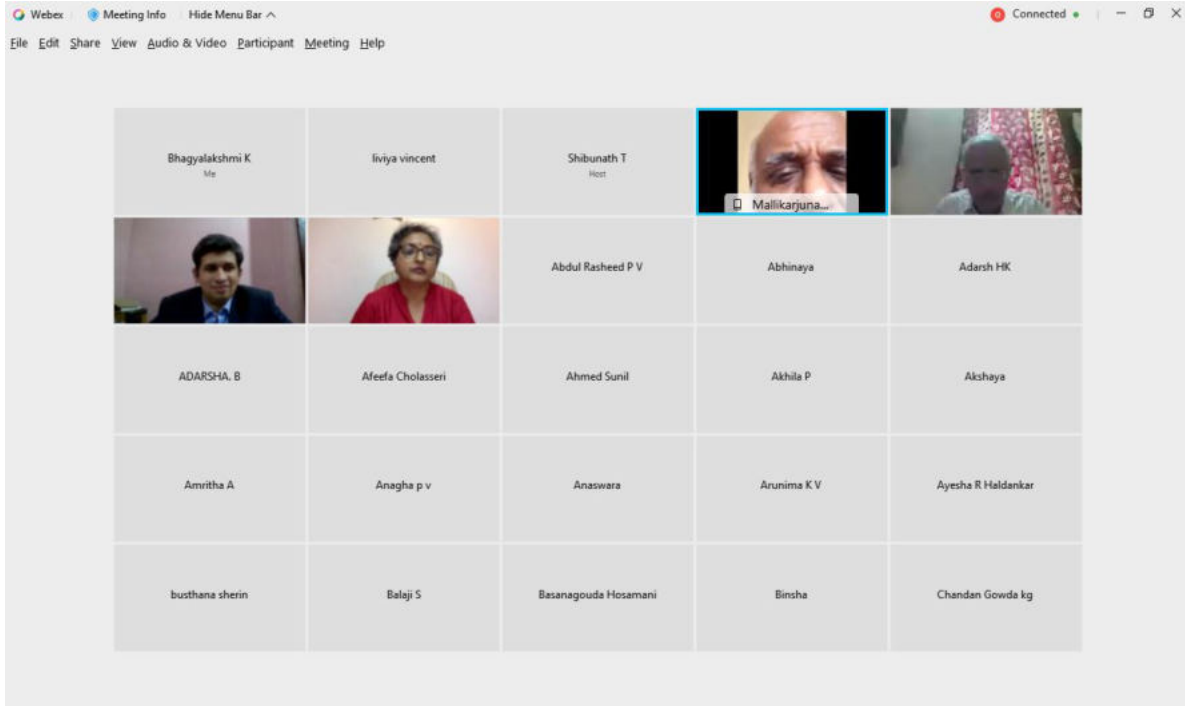 Webex
Meeting Info
Hide Menu Bar
Connected
File Edit Share View Audio & Video Participant Meeting Help
Bhagyalakshmi K
Me
liviya vincent
Shibunath T
Host
Mallikarjuna...
Abdul Rasheed P V
Abhinaya
Adarsh HK
ADARSHA. B
Afeefa Cholasseri
Ahmed Sunil
Akhila P
Akshaya
Amritha A
Anagha p v
Anaswara
Arunima K V
Ayesha R Haldankar
busthana sherin
Balaji S
Basanagouda Hosamani
Binsha
Chandan Gowda kg